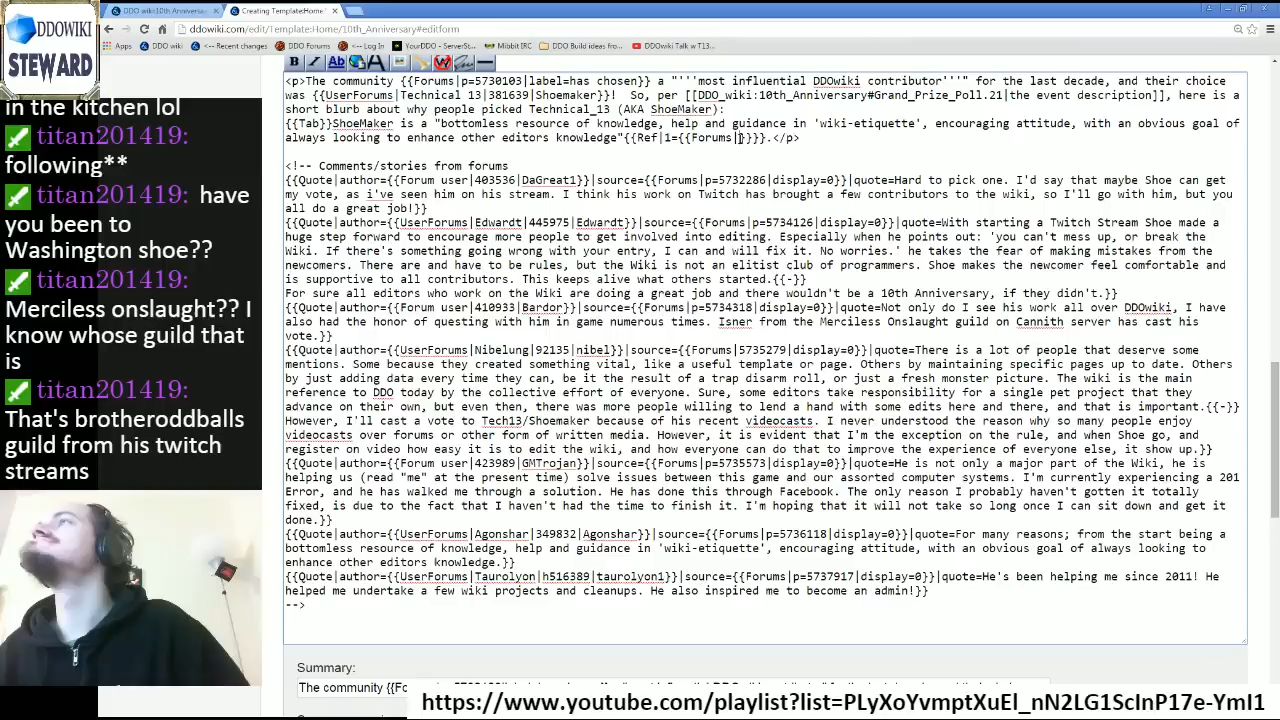 DDOWIKI
STEWARD
in the kitchen lol
titan201419:
following**
titan201419: have
you been to
Washington shoe??
titan201419:
Merciless onslaught?? I
know whose guild that
is
titan201419:
That's brotheroddballs
guild from his twitch
streams
DDO wiki:10th Anniversa
Creating Template:Home/
ddowiki.com/edit/Template:Home/10th_Anniversary#editform
Apps
DDO wiki
<-- Recent changes
DDO Forums
<-- Log In
YourDDO - ServerSt...
Mibbit IRC
DDO Build ideas fro...
DDOwiki Talk w T13...
<p>The community {{Forums|p=5730103|label=has chosen}} a "'''most influential DDOwiki contributor'''" for the last decade, and their choice
was {{UserForums|Technical 13|381639|Shoemaker}}!  So, per [[DDO_wiki:10th_Anniversary#Grand_Prize_Poll.21|the event description]], here is a
short blurb about why people picked Technical_13 (AKA ShoeMaker):
{{Tab}}ShoeMaker is a "bottomless resource of knowledge, help and guidance in 'wiki-etiquette', encouraging attitude, with an obvious goal of
always looking to enhance other editors knowledge"{{Ref|1={{Forums|}}}}.</p>
<!-- Comments/stories from forums
{{Quote|author={{Forum user|403536|DaGreat1}}|source={{Forums|p=5732286|display=0}}|quote=Hard to pick one. I'd say that maybe Shoe can get
my vote, as i've seen him on his stream. I think his work on Twitch as brought a few contributors to the wiki, so I'll go with him, but you
all do a great job!}}
{{Quote|author={{UserForums|Edwart|445975|Edwardt}}|source={{Forums|p=5734126|display=0}}|quote=With starting a Twitch Stream Shoe made a
huge step forward to encourage more people to get involved into editing. Especially when he points out: 'you can't mess up, or break the
Wiki. If there's something going wrong with your entry, I can and will fix it. No worries.' he takes the fear of making mistakes from the
newcomers. There are and have to be rules, but the Wiki is not an elitist club of programmers. Shoe makes the newcomer feel comfortable and
is supportive to all contributors. This keeps alive what others started.{{-}}
For sure all editors who work on the Wiki are doing a great job and there wouldn't be a 10th Anniversary, if they didn't.}}
{{Quote|author={{Forum user|410933|Bardor}}|source={{Forums|p=5734318|display=0}}|quote=Not only do I see his work all over DDOwiki, I have
also had the honor of questing with him in game numerous times. Isner from the Merciless Onslaught guild on Cannith server has cast his
vote.}}
{{Quote|author={{UserForums|Nibelung|92135|nibel}}|source={{Forums|5735279|display=0}}|quote=There is a lot of people that deserve some
mentions. Some because they created something vital, like a useful template or page. Others by maintaining specific pages up to date. Others
by just adding data every time they can, be it the result of a trap disarm roll, or just a fresh monster picture. The wiki is the main
reference to DDO today by the collective effort of everyone. Sure, some editors take responsibility for a single pet project that they
advance on their own, but even then, there was more people willing to lend a hand with some edits here and there, and that is important.{{-}}
However, I'll cast a vote to Tech13/Shoemaker because of his recent videocasts. I never understood the reason why so many people enjoy
videocasts over forums or other form of written media. However, it is evident that I'm the exception on the rule, and when Shoe go, and
register on video how easy it is to edit the wiki, and how everyone can do that to improve the experience of everyone else, it show up.}}
{{Quote|author={{Forum user|423989|GMTrojan}}|source={{Forums|p=5735573|display=0}}|quote=He is not only a major part of the Wiki, he is
helping us (read "me" at the present time) solve issues between this game and our assorted computer systems. I'm currently experiencing a 201
Error, and he has walked me through a solution. He has done this through Facebook. The only reason I probably haven't gotten it totally
fixed, is due to the fact that I haven't had the time to finish it. I'm hoping that it will not take so long once I can sit down and get it
done.}}
{{Quote|author={{UserForums|Agonshar|349832|Agonshar}}|source={{Forums|p=5736118|display=0}}|quote=For many reasons; from the start being a
bottomless resource of knowledge, help and guidance in 'wiki-etiquette', encouraging attitude, with an obvious goal of always looking to
enhance other editors knowledge.}}
{{Quote|author={{UserForums|Taurolyon|h516389|taurolyon1}}|source={{Forums|p=5737917|display=0}}|quote=He's been helping me since 2011! He
helped me undertake a few wiki projects and cleanups. He also inspired me to become an admin!}}
-->
Summary:
The community {{Fo
https://www.youtube.com/playlist?list=PLyXoYvmptXuEl_nN2LG1ScInP17e-YmI1